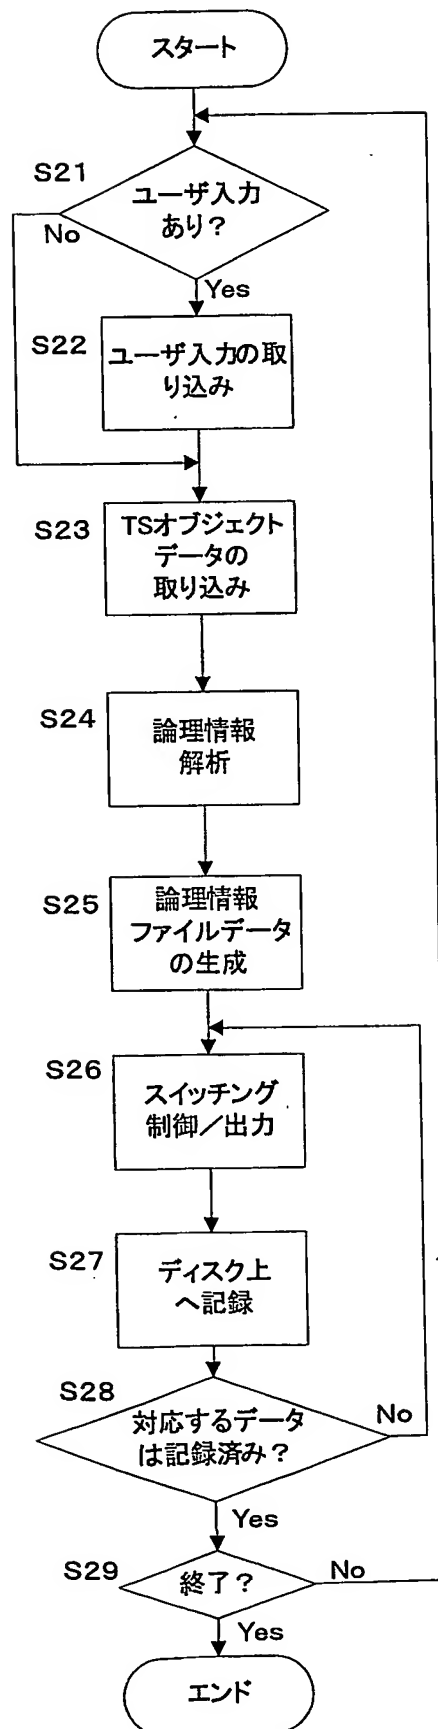 スタート
S21
ユーザ入力
あり?
No
Yes
S22
ユーザ入力の取
り込み
S23
TSオブジェクト
データの
取り込み
S24
論理情報
解析
S25
論理情報
ファイルデータ
の生成
S26
スイッチング
制御/出力
S27
ディスク上
へ記録
S28
対応するデータ
は記録済み?
No
Yes
S29
終了?
No
Yes
エンド